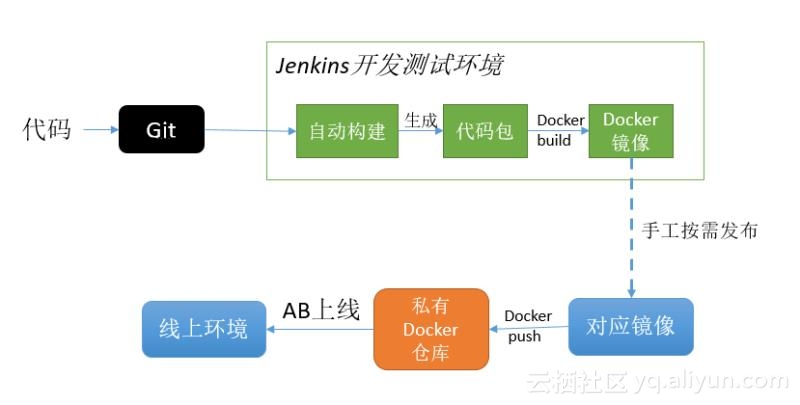 Jenkins开发测试环境
代码
Git
自动构建
生成
代码包
Docker
build
Docker
镜像
手工按需发布
线上环境
AB上线
私有
Docker
仓库
Docker
push
对应镜像
云栖社区 yq.aliyun.com